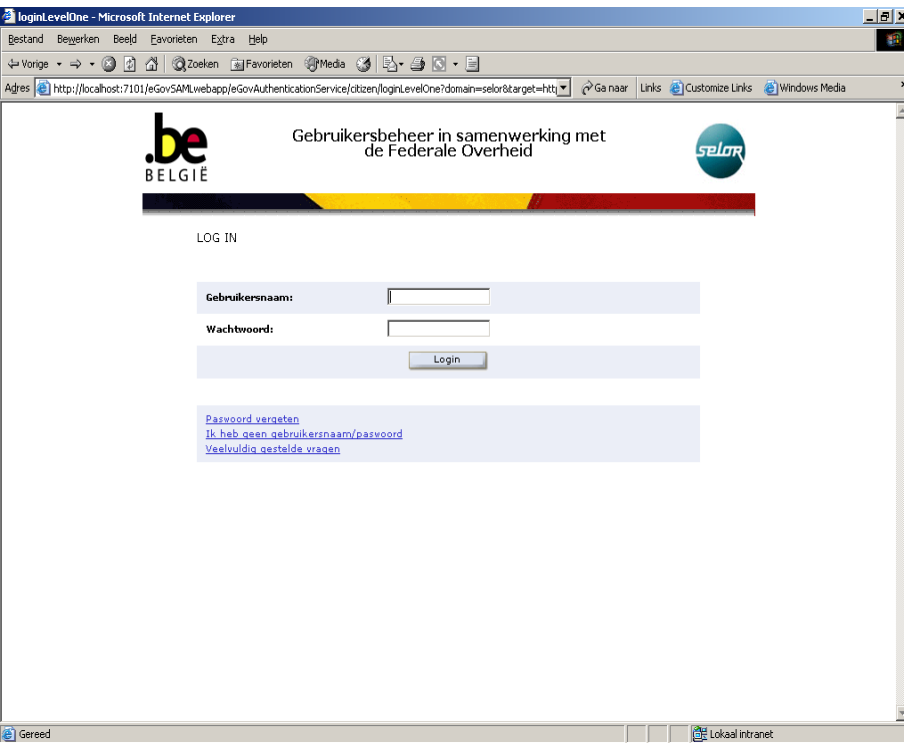 loginLevelOne - Microsoft Internet Explorer
Bestand Bewerken Beeld Favorieten Extra Help
Vorige Zoeken Favorieten Media
Adres http://localhost:7101/eGovSAMLwebapp/eGovAuthenticationService/citizen/loginLevelOne?domain=selor&target=http Ga naar Links Customize Links Windows Media
.be
BELGIË
Gebruikersbeheer in samenwerking met
de Federale Overheid
selor
LOG IN
Gebruikersnaam:
Wachtwoord:
Login
Paswoord vergeten
Ik heb geen gebruikersnaam/paswoord
Veelvuldig gestelde vragen
Gereed Lokaal intranet